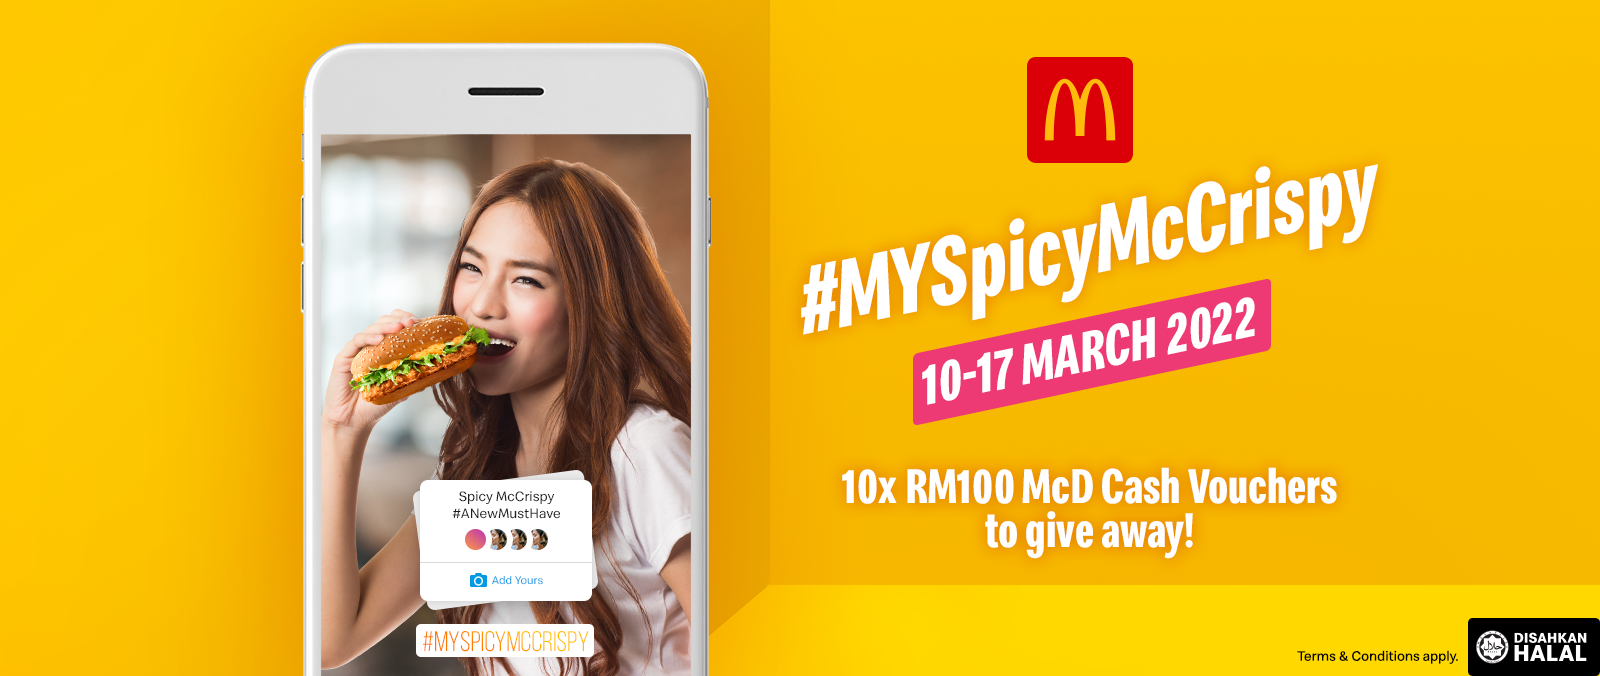 Spicy McCrispy
#ANewMustHave
Add Yours
#MYSPICYMCCRISPY
#MYSpicyMcCrispy
10-17 MARCH 2022
10x RM100 McD Cash Vouchers
to give away!
Terms & Conditions apply.
DISAHKAN
HALAL